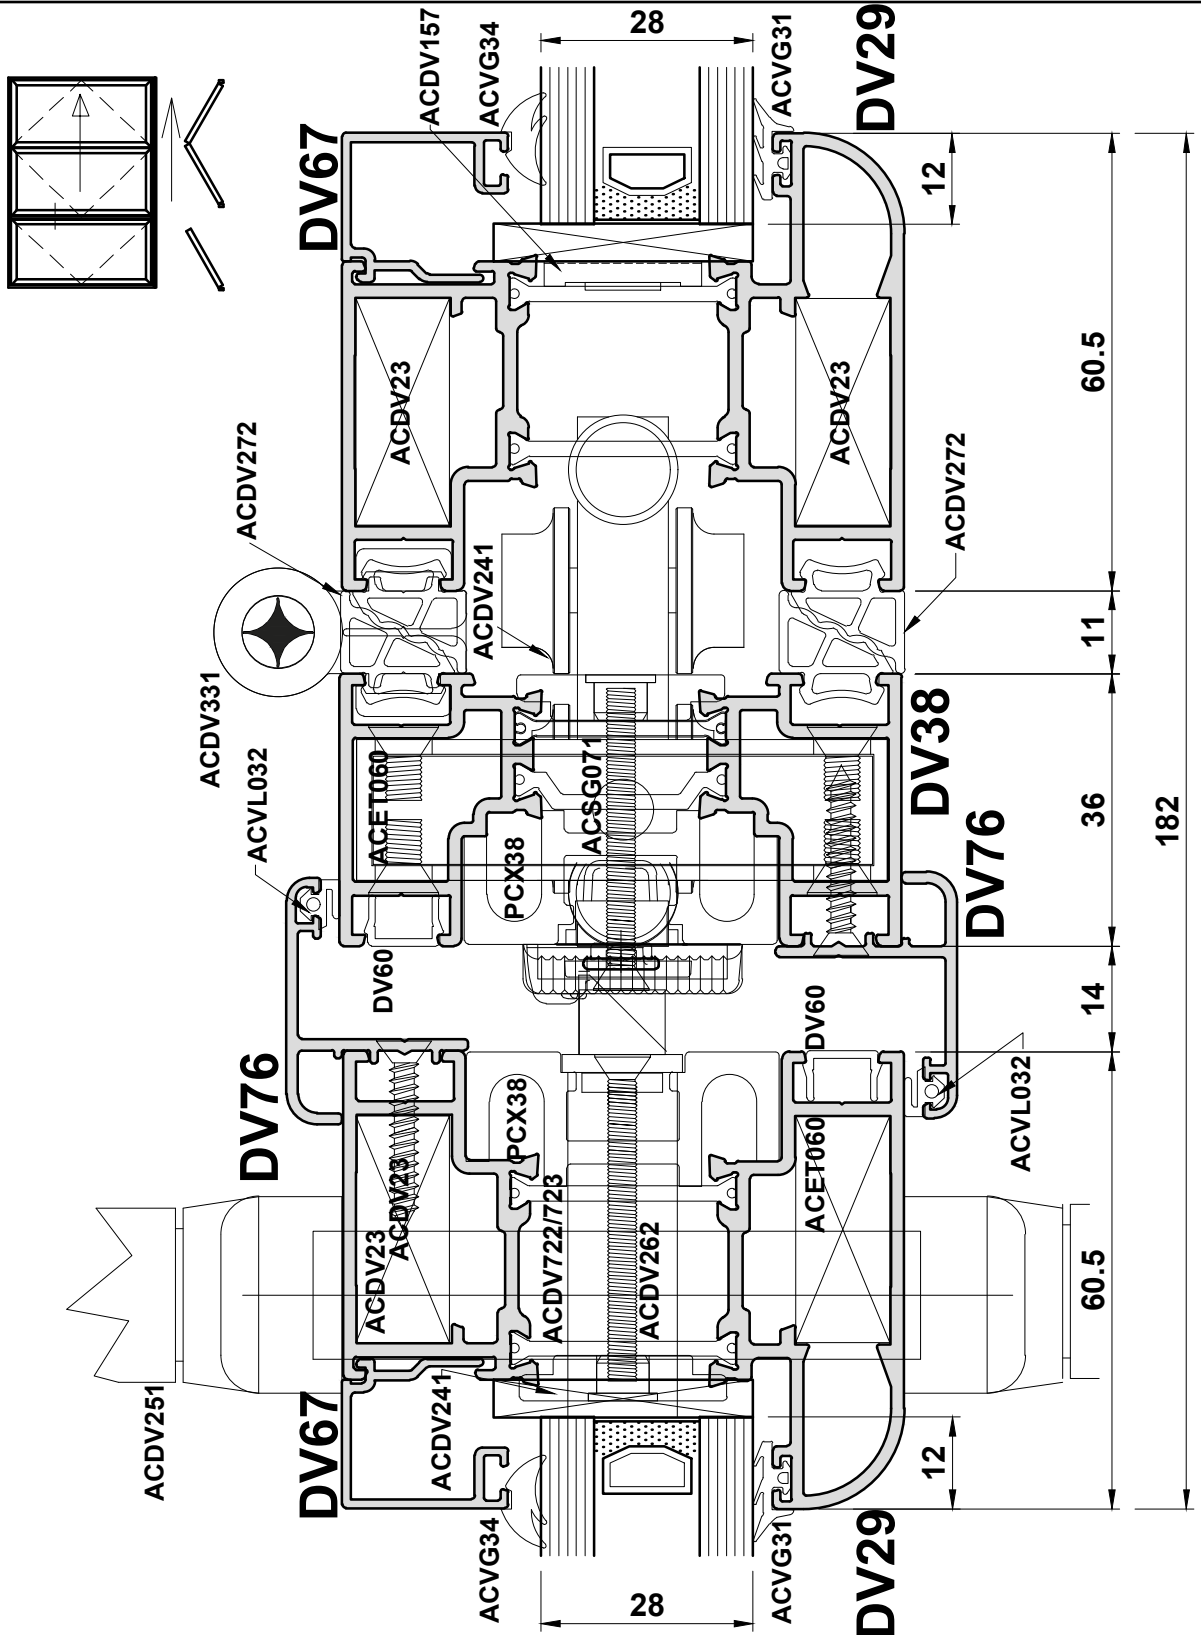 28
ACDV157
ACVG34
ACVG31
DV29
DV67
12
60.5
ACDV23
ACDV23
ACDV272
ACDV272
ACDV241
11
ACDV331
ACVL032
ACET060
ACSG071
PCX38
DV38
36
182
DV76
DV60
14
DV60
DV76
ACVL032
PCX38
ACDV23
ACDV23
ACDV722/723
ACDV262
ACET060
60.5
ACDV251
DV67
ACDV241
12
ACVG34
ACVG31
DV29
28